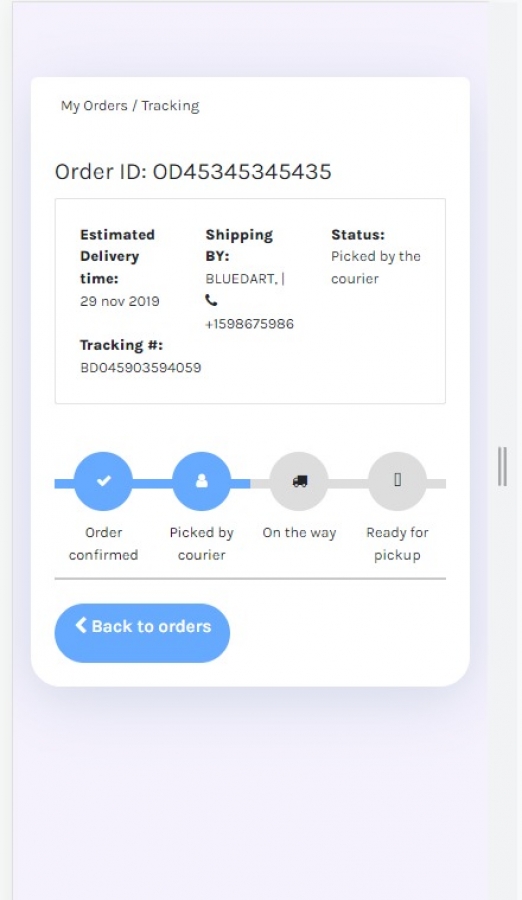 My Orders / Tracking
Order ID: OD45345345435
Estimated
Delivery
time:
29 nov 2019
Shipping
BY:
BLUEDART, |
+1598675986
Status:
Picked by the
courier
Tracking #:
BD045903594059
Order
confirmed
Picked by
courier
On the way
Ready for
pickup
Back to orders